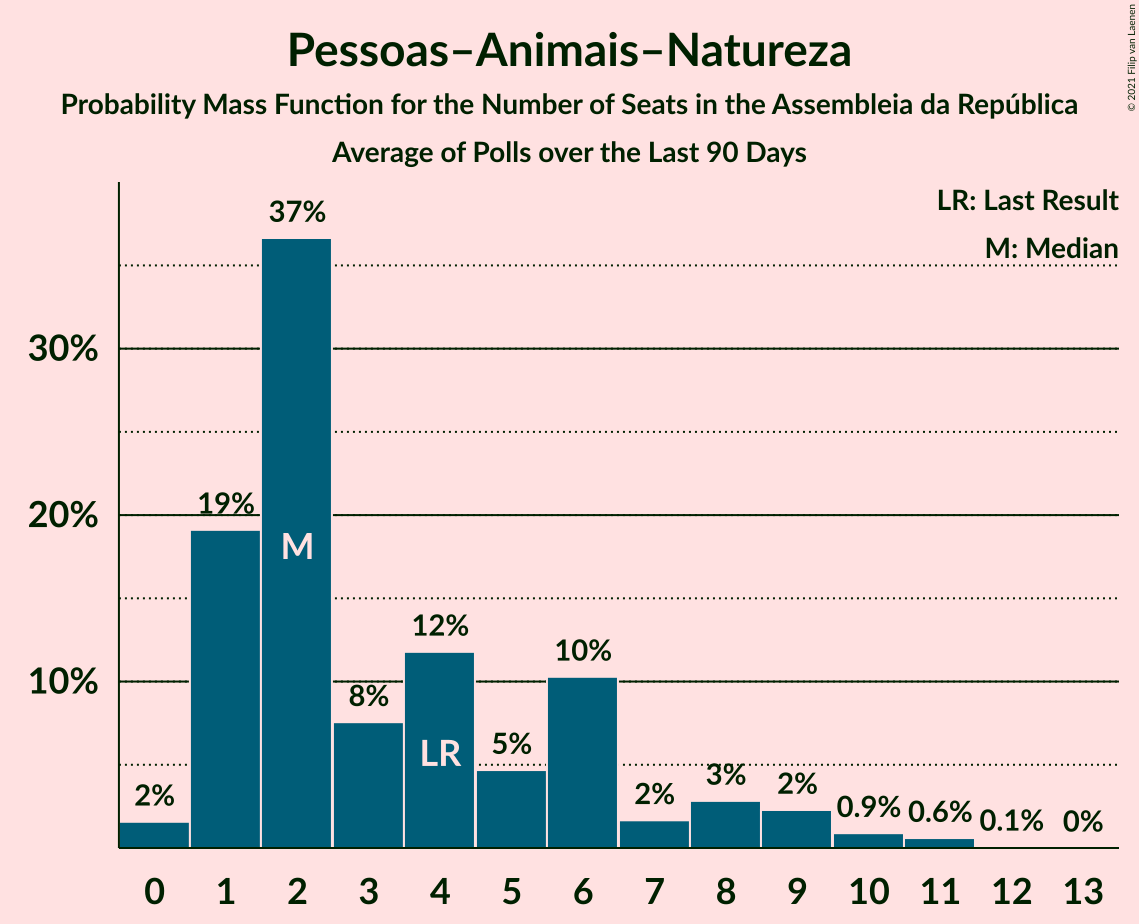 Pessoas–Animais–Natureza
Probability Mass Function for the Number of Seats in the Assembleia da República
Average of Polls over the Last 90 Days
© 2021 Filip van Laenen
LR: Last Result
M: Median
37%
30%
19%
20%
M
12%
10%
10%
8%
LR
5%
3%
2%
2%
2%
0.9%
0.6%
0.1%
0%
0 1 2 3 4 5 6 7 8 9 10 11 12 13